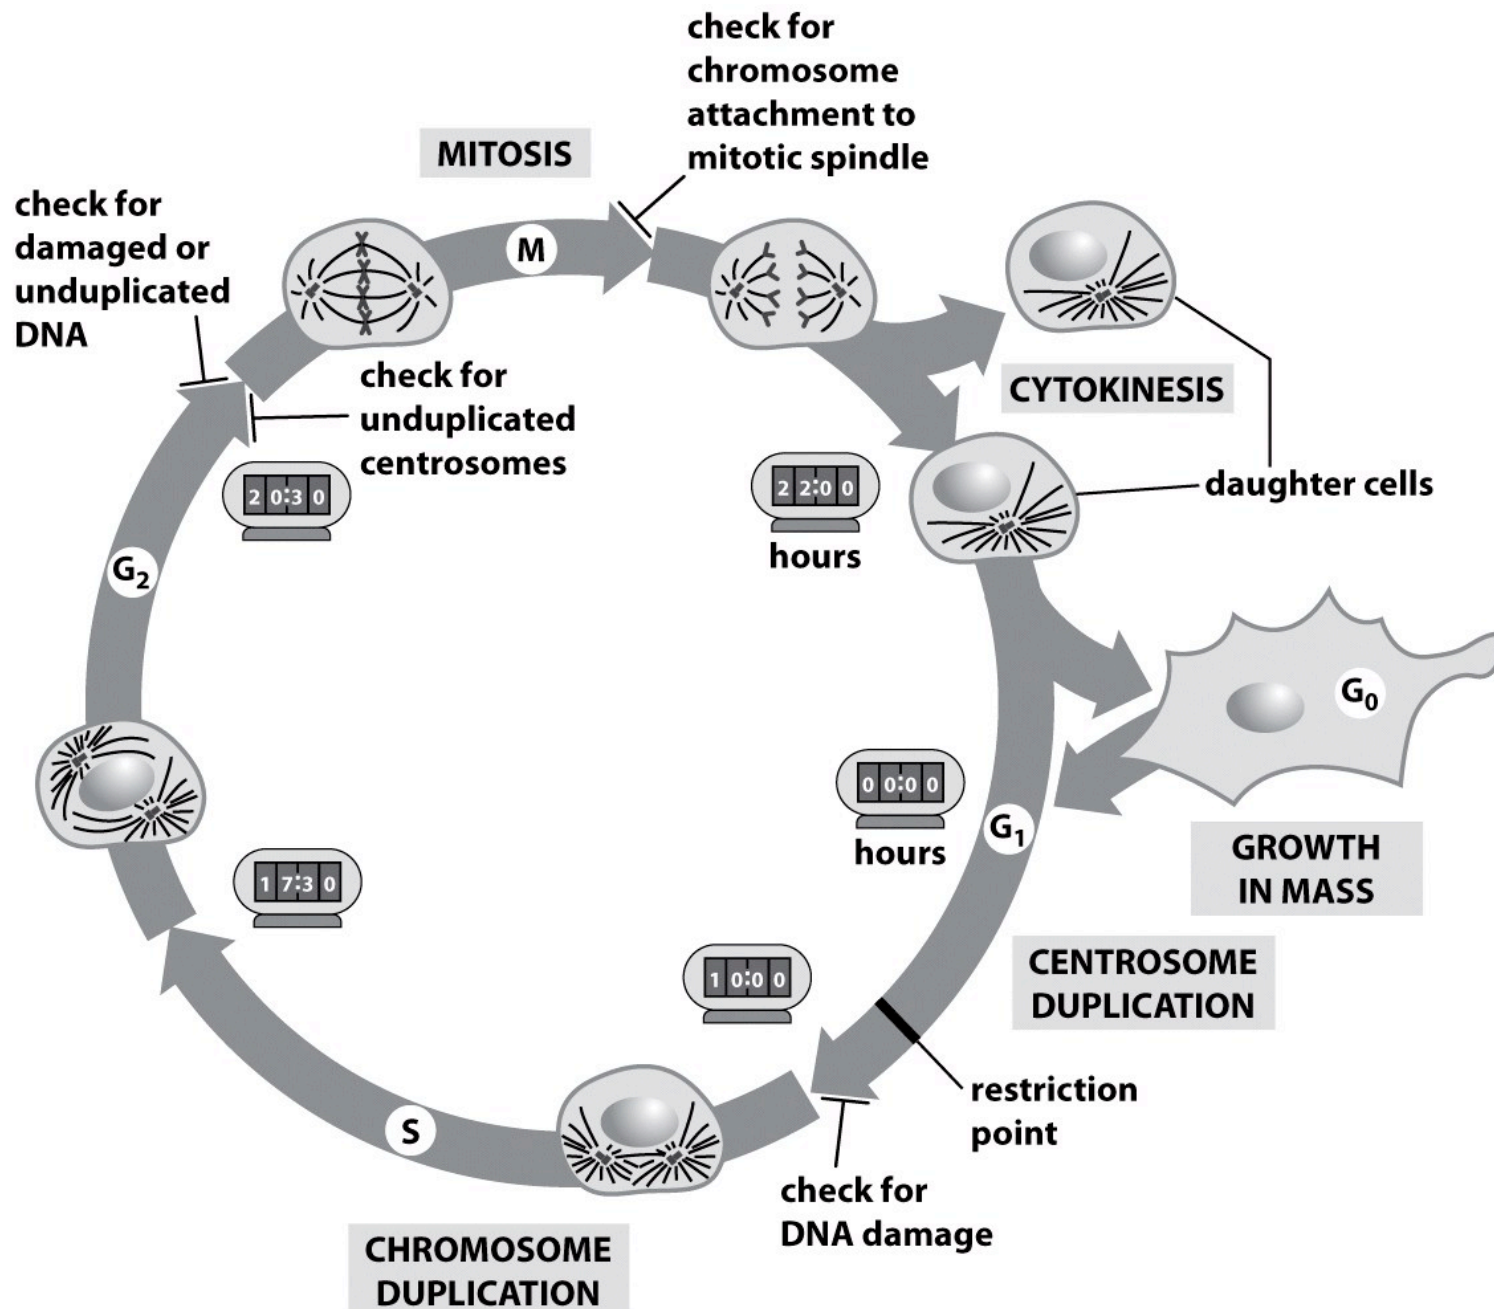 check for
chromosome
attachment to
mitotic spindle
MITOSIS
check for
damaged or
unduplicated
DNA
M
check for
unduplicated
centrosomes
CYTOKINESIS
20:30
22:00
hours
daughter cells
G₂
G₀
00:00
hours
G₁
GROWTH
IN MASS
17:30
10:00
CENTROSOME
DUPLICATION
restriction
point
S
check for
DNA damage
CHROMOSOME
DUPLICATION